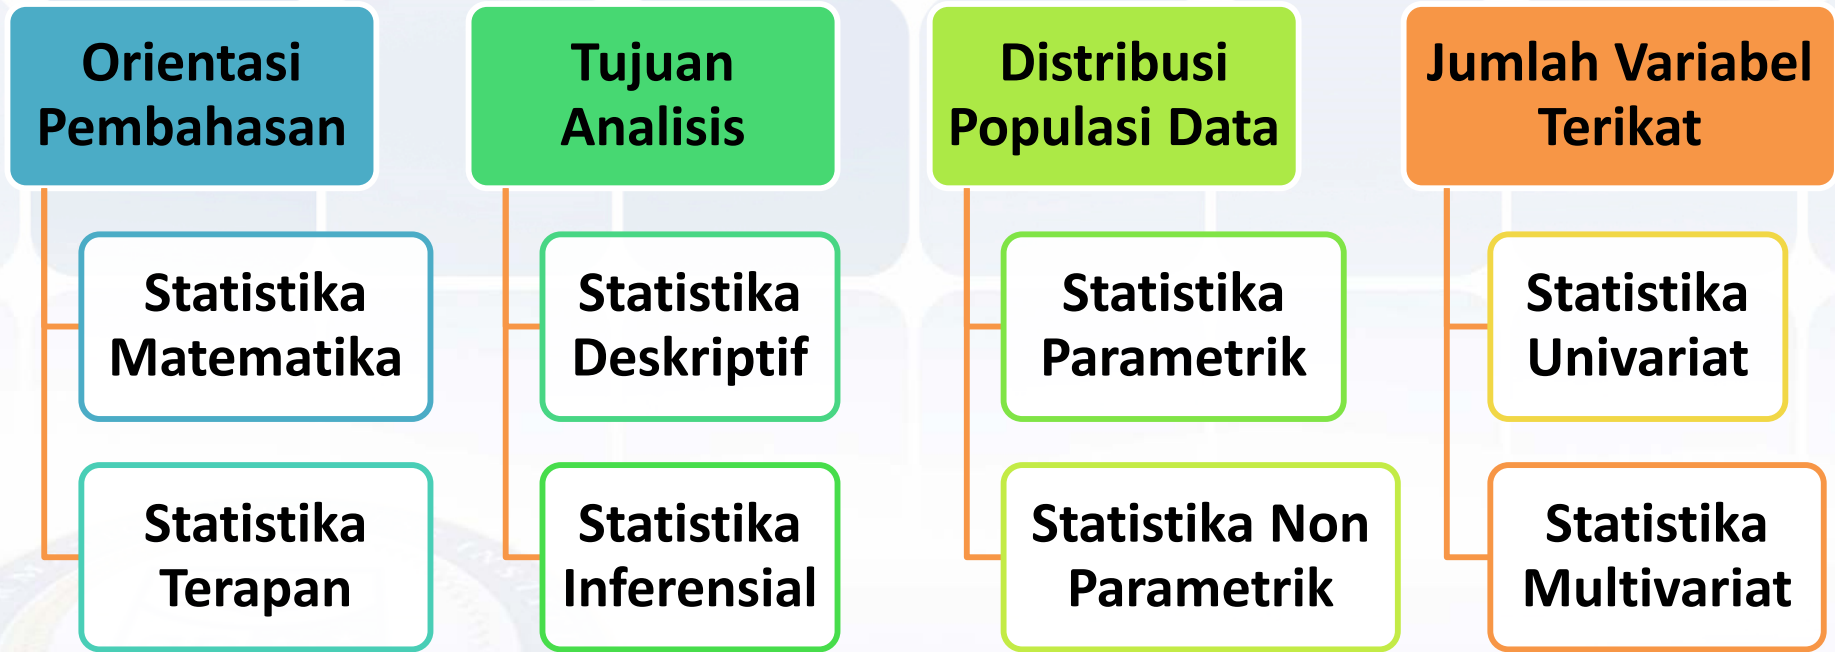 Orientasi
Pembahasan
Statistika
Matematika
Statistika
Terapan
Tujuan
Analisis
Statistika
Deskriptif
Statistika
Inferensial
Distribusi
Populasi Data
Statistika
Parametrik
Statistika Non
Parametrik
Jumlah Variabel
Terikat
Statistika
Univariat
Statistika
Multivariat